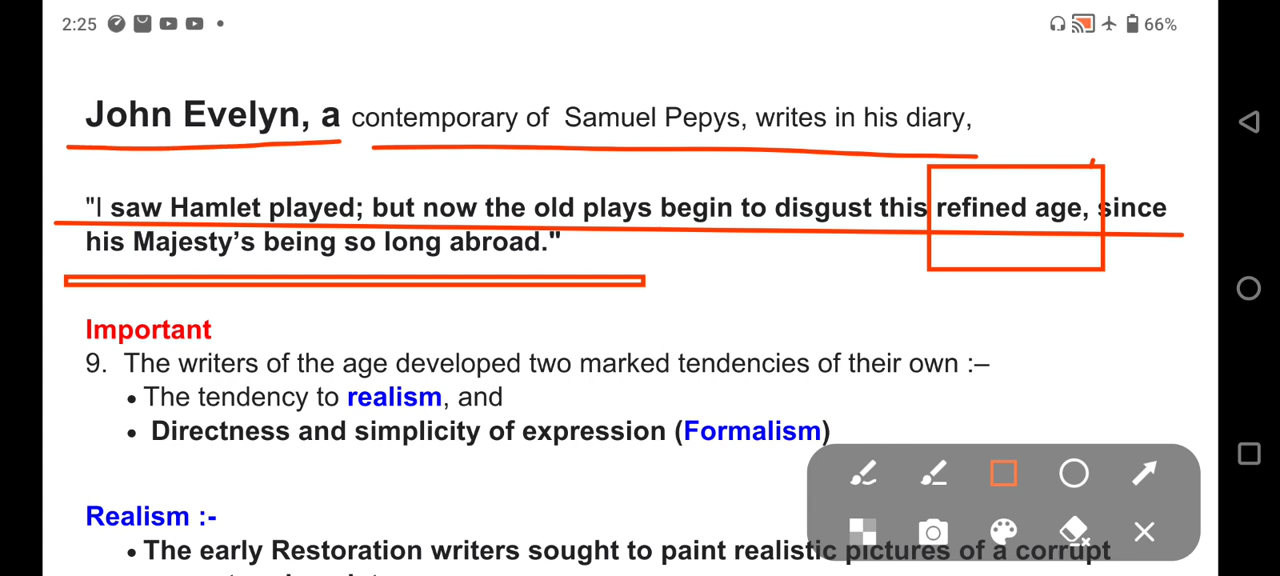 2:25
66%
John Evelyn, a contemporary of Samuel Pepys, writes in his diary,
"I saw Hamlet played; but now the old plays begin to disgust this refined age, since
his Majesty’s being so long abroad."
Important
9. The writers of the age developed two marked tendencies of their own :–
• The tendency to realism, and
• Directness and simplicity of expression (Formalism)
Realism :-
• The early Restoration writers sought to paint realistic pictures of a corrupt